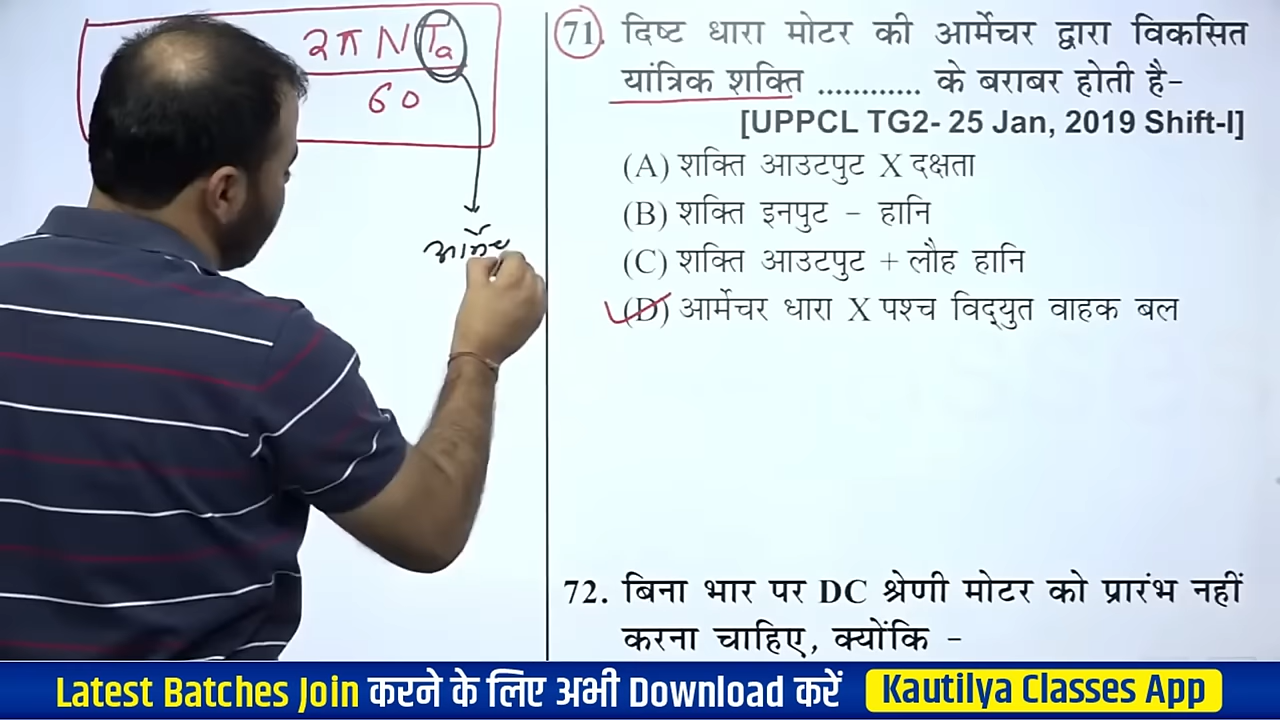 2πNTa
60
71. दिष्ट धारा मोटर की आर्मेचर द्वारा विकसित
यांत्रिक शक्ति ............. के बराबर होती है-
[UPPCL TG2- 25 Jan, 2019 Shift-I]
(A) शक्ति आउटपुट X दक्षता
(B) शक्ति इनपुट - हानि
(C) शक्ति आउटपुट + लौह हानि
(D) आर्मेचर धारा X पश्च विद्युत वाहक बल
72. बिना भार पर DC श्रेणी मोटर को प्रारंभ नहीं
करना चाहिए, क्योंकि -
Latest Batches Join करने के लिए अभी Download करें
Kautilya Classes App